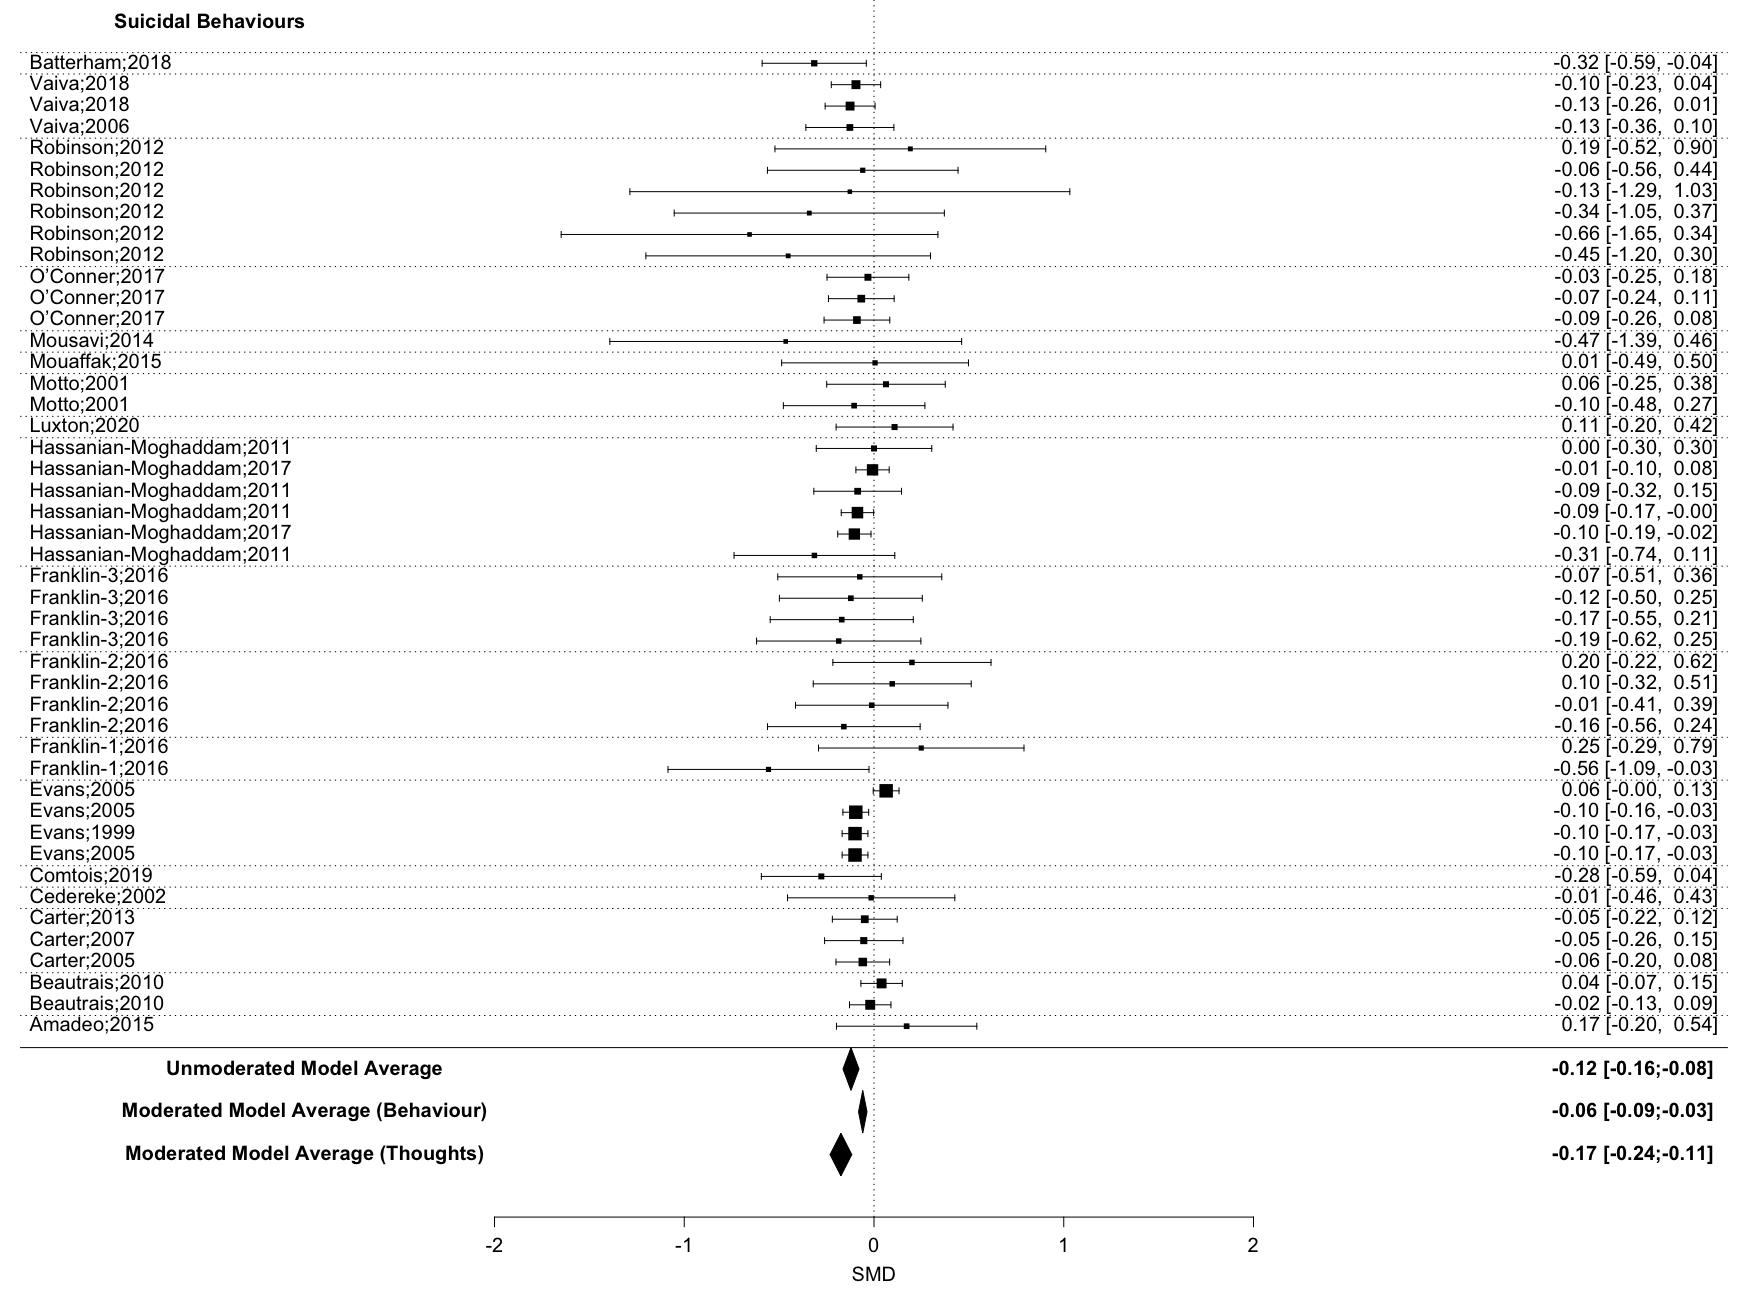 Suicidal Behaviours
Batterham;2018 -0.32 [-0.59, -0.04]
Vaiva;2018 -0.10 [-0.23, 0.04]
Vaiva;2018 -0.13 [-0.26, 0.01]
Vaiva;2006 -0.13 [-0.36, 0.10]
Robinson;2012 0.19 [-0.52, 0.90]
Robinson;2012 -0.06 [-0.56, 0.44]
Robinson;2012 -0.13 [-1.29, 1.03]
Robinson;2012 -0.34 [-1.05, 0.37]
Robinson;2012 -0.66 [-1.65, 0.34]
Robinson;2012 -0.45 [-1.20, 0.30]
O'Conner;2017 -0.03 [-0.25, 0.18]
O'Conner;2017 -0.07 [-0.24, 0.11]
O'Conner;2017 -0.09 [-0.26, 0.08]
Mousavi;2014 -0.47 [-1.39, 0.46]
Mouaffak;2015 0.01 [-0.49, 0.50]
Motto;2001 0.06 [-0.25, 0.38]
Motto;2001 -0.10 [-0.48, 0.27]
Luxton;2020 0.11 [-0.20, 0.42]
Hassanian-Moghaddam;2011 0.00 [-0.30, 0.30]
Hassanian-Moghaddam;2017 -0.01 [-0.10, 0.08]
Hassanian-Moghaddam;2011 -0.09 [-0.32, 0.15]
Hassanian-Moghaddam;2011 -0.09 [-0.17, -0.00]
Hassanian-Moghaddam;2017 -0.10 [-0.19, -0.02]
Hassanian-Moghaddam;2011 -0.31 [-0.74, 0.11]
Franklin-3;2016 -0.07 [-0.51, 0.36]
Franklin-3;2016 -0.12 [-0.50, 0.25]
Franklin-3;2016 -0.17 [-0.55, 0.21]
Franklin-3;2016 -0.19 [-0.62, 0.25]
Franklin-2;2016 0.20 [-0.22, 0.62]
Franklin-2;2016 0.10 [-0.32, 0.51]
Franklin-2;2016 -0.01 [-0.41, 0.39]
Franklin-2;2016 -0.16 [-0.56, 0.24]
Franklin-1;2016 0.25 [-0.29, 0.79]
Franklin-1;2016 -0.56 [-1.09, -0.03]
Evans;2005 0.06 [-0.00, 0.13]
Evans;2005 -0.10 [-0.16, -0.03]
Evans;1999 -0.10 [-0.17, -0.03]
Evans;2005 -0.10 [-0.17, -0.03]
Comtois;2019 -0.28 [-0.59, 0.04]
Cedereke;2002 -0.01 [-0.46, 0.43]
Carter;2013 -0.05 [-0.22, 0.12]
Carter;2007 -0.05 [-0.26, 0.15]
Carter;2005 -0.06 [-0.20, 0.08]
Beautrais;2010 0.04 [-0.07, 0.15]
Beautrais;2010 -0.02 [-0.13, 0.09]
Amadeo;2015 0.17 [-0.20, 0.54]
Unmoderated Model Average -0.12 [-0.16;-0.08]
Moderated Model Average (Behaviour) -0.06 [-0.09;-0.03]
Moderated Model Average (Thoughts) -0.17 [-0.24;-0.11]
-2 -1 0 1 2
SMD